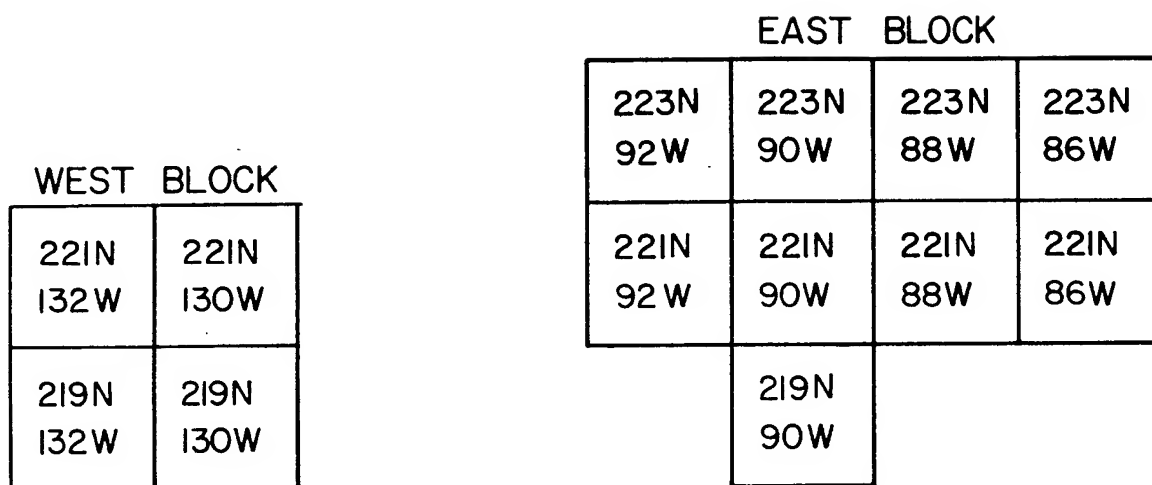 EAST BLOCK
223N 223N 223N 223N
92W 90W 88W 86W
221N 221N 221N 221N
92W 90W 88W 86W
219N
90W
WEST BLOCK
221N 221N
132W 130W
219N 219N
132W 130W